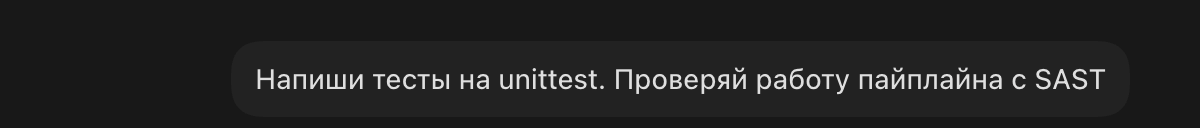 Напиши тесты на unittest. Проверяй работу пайплайна с SAST